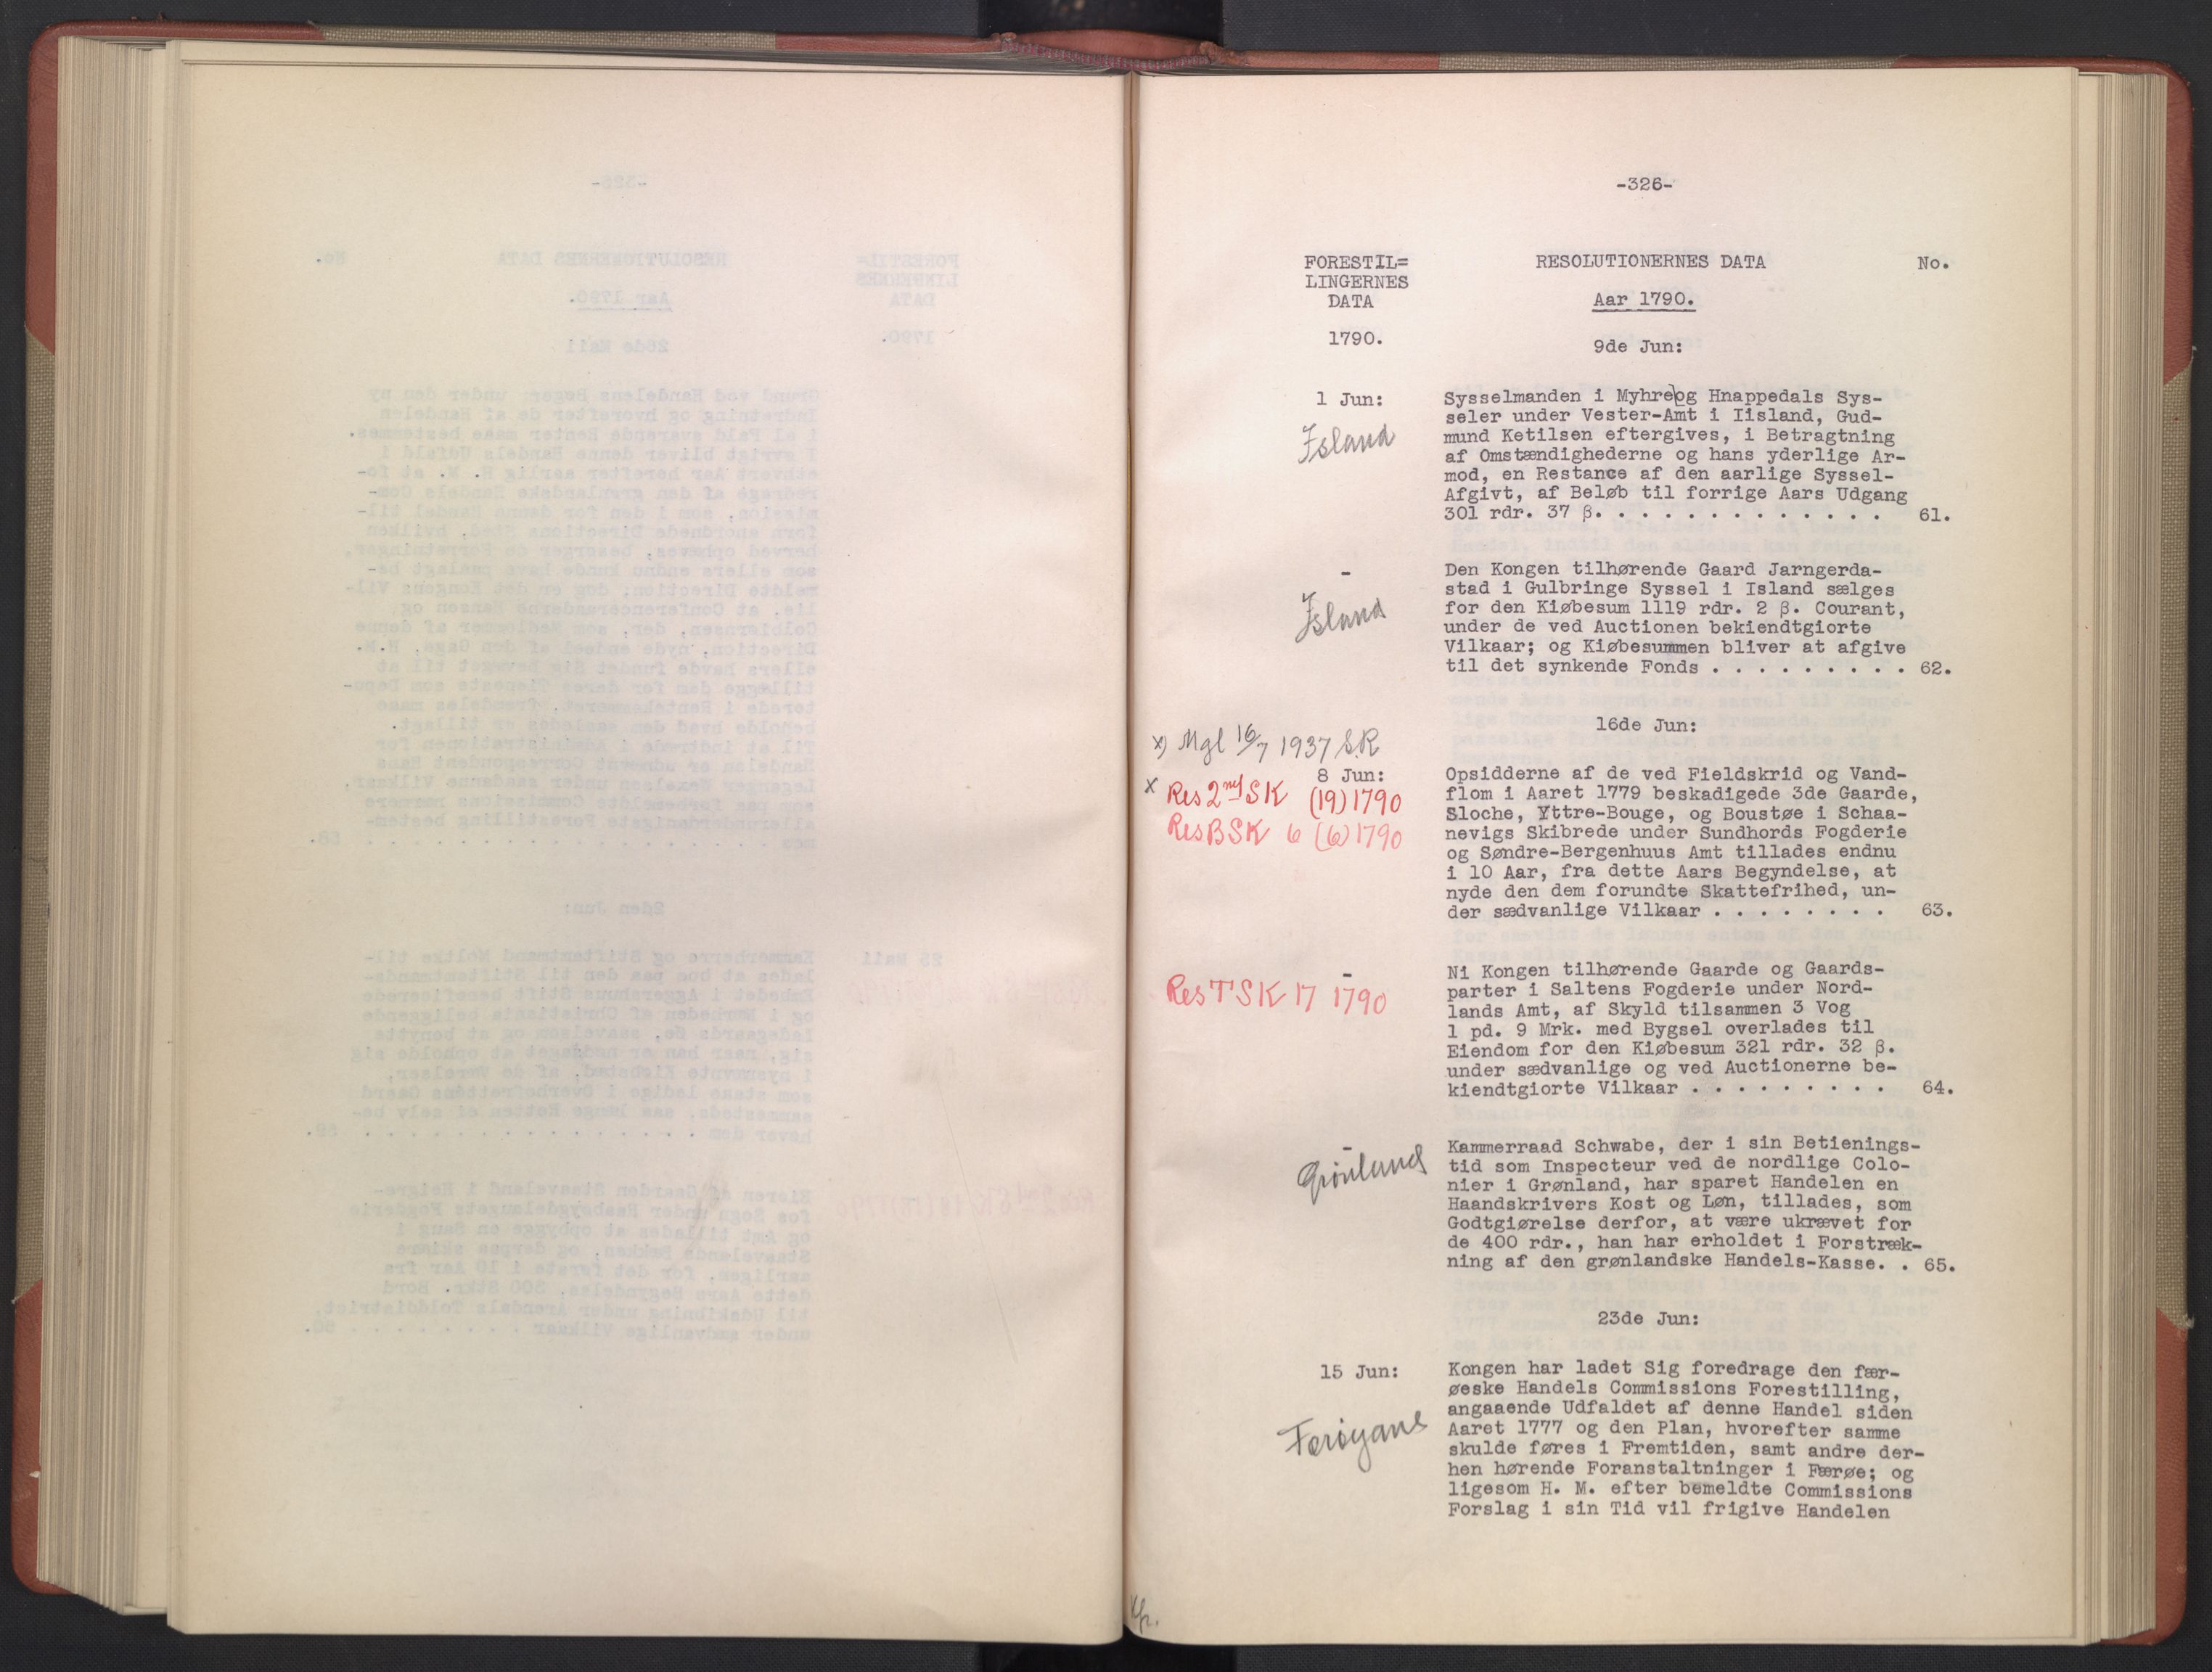 -326-
FORESTIL=
LINGERNES
DATA
RESOLUTIONERNES DATA
No.
Aar 1790.
1790.
9de Jun:
1 Jun:
Island
Sysselmanden i Myhre og Hnappedals Sys-
seler under Vester-Amt i Iisland, Gud-
mund Ketilsen eftergives, i Betragtning
af Omstændighederne og hans yderlige Ar-
mod, en Restance af den aarlige Syssel-
Afgivt, af Beløb til forrige Aars Udgang
301 rdr. 37 β. . . . . . . . . . . . . . 61.
-
Island
Den Kongen tilhørende Gaard Jarngerda-
stad i Gulbringe Syssel i Island sælges
for den Kiøbesum 1119 rdr. 2 β. Courant,
under de ved Auctionen bekiendtgiorte
Vilkaar; og Kiøbesummen bliver at afgive
til det synkende Fonds . . . . . . . . . 62.
16de Jun:
x) Mgl 16/7 1937 S.R
8 Jun:
x Res 2nf SK (19) 1790
Res B SK 6 (6) 1790
Opsidderne af de ved Fieldskrid og Vand-
flom i Aaret 1779 beskadigede 3de Gaarde,
Sloche, Yttre-Bouge, og Boustøe i Schaa-
nevigs Skibrede under Sundhords Fogderie
og Søndre-Bergenhuus Amt tillades endnu
i 10 Aar, fra dette Aars Begyndelse, at
nyde den dem forundte Skattefrihed, un-
der sædvanlige Vilkaar . . . . . . . . 63.
-
Res T SK 17 1790
Ni Kongen tilhørende Gaarde og Gaards-
parter i Saltens Fogderie under Nord-
lands Amt, af Skyld tilsammen 3 Vog
1 pd. 9 Mrk. med Bygsel overlades til
Eiendom for den Kiøbesum 321 rdr. 32 β.
under sædvanlige og ved Auctionerne be-
kiendtgiorte Vilkaar . . . . . . . . . 64.
-
Grönland
Kammerraad Schwabe, der i sin Betienings-
tid som Inspecteur ved de nordlige Colo-
nier i Grønland, har sparet Handelen en
Haandskrivers Kost og Løn, tillades, som
Godtgiørelse derfor, at være ukrævet for
de 400 rdr., han har erholdet i Forstræk-
ning af den grønlandske Handels-Kasse. . 65.
23de Jun:
15 Jun:
Færöyane
Kongen har ladet Sig foredrage den fær-
øeske Handels Commissions Forestilling,
angaaende Udfaldet af denne Handel siden
Aaret 1777 og den Plan, hvorefter samme
skulde føres i Fremtiden, samt andre der-
hen hørende Foranstaltninger i Færøe; og
ligesom H. M. efter bemeldte Commissions
Forslag i sin Tid vil frigive Handelen